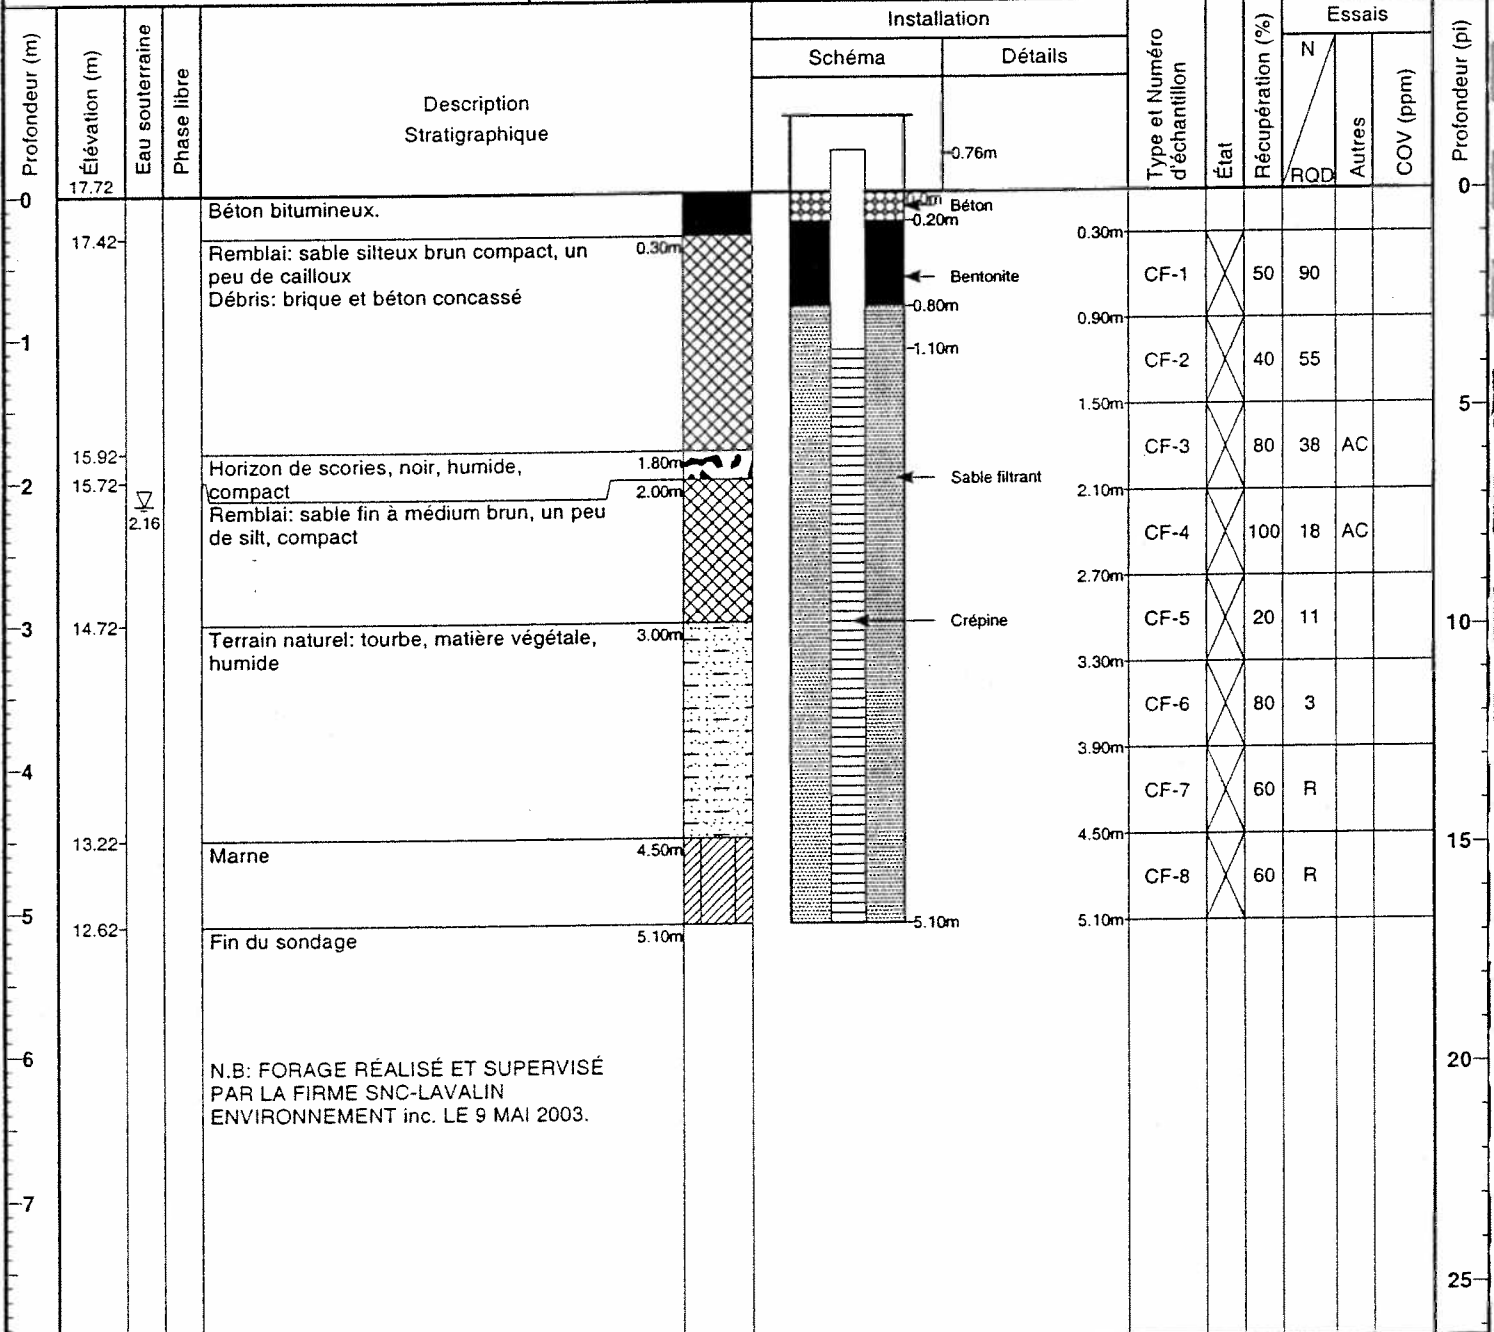 Profondeur (m)
Élévation (m)
Eau souterraine
Phase libre
Description
Stratigraphique
Installation
Schéma
Détails
Type et Numéro
d'échantillon
État
Récupération (%)
Essais
N
RQD
Autres
COV (ppm)
Profondeur (pi)
17.72
0
17.42
1
15.92
2
15.72
2.16
3
14.72
4
13.22
5
12.62
6
7
Béton bitumineux.
0.30m
Remblai: sable silteux brun compact, un
peu de cailloux
Débris: brique et béton concassé
1.80m
Horizon de scories, noir, humide,
compact
2.00m
Remblai: sable fin à médium brun, un peu
de silt, compact
3.00m
Terrain naturel: tourbe, matière végétale,
humide
4.50m
Marne
5.10m
Fin du sondage
N.B: FORAGE RÉALISÉ ET SUPERVISÉ
PAR LA FIRME SNC-LAVALIN
ENVIRONNEMENT inc. LE 9 MAI 2003.
0.76m
0.0m
Béton
0.20m
Bentonite
0.80m
1.10m
Sable filtrant
Crépine
5.10m
0.30m
CF-1 50 90
0.90m
CF-2 40 55
1.50m
CF-3 80 38 AC
2.10m
CF-4 100 18 AC
2.70m
CF-5 20 11
3.30m
CF-6 80 3
3.90m
CF-7 60 R
4.50m
CF-8 60 R
5.10m
0
5
10
15
20
25